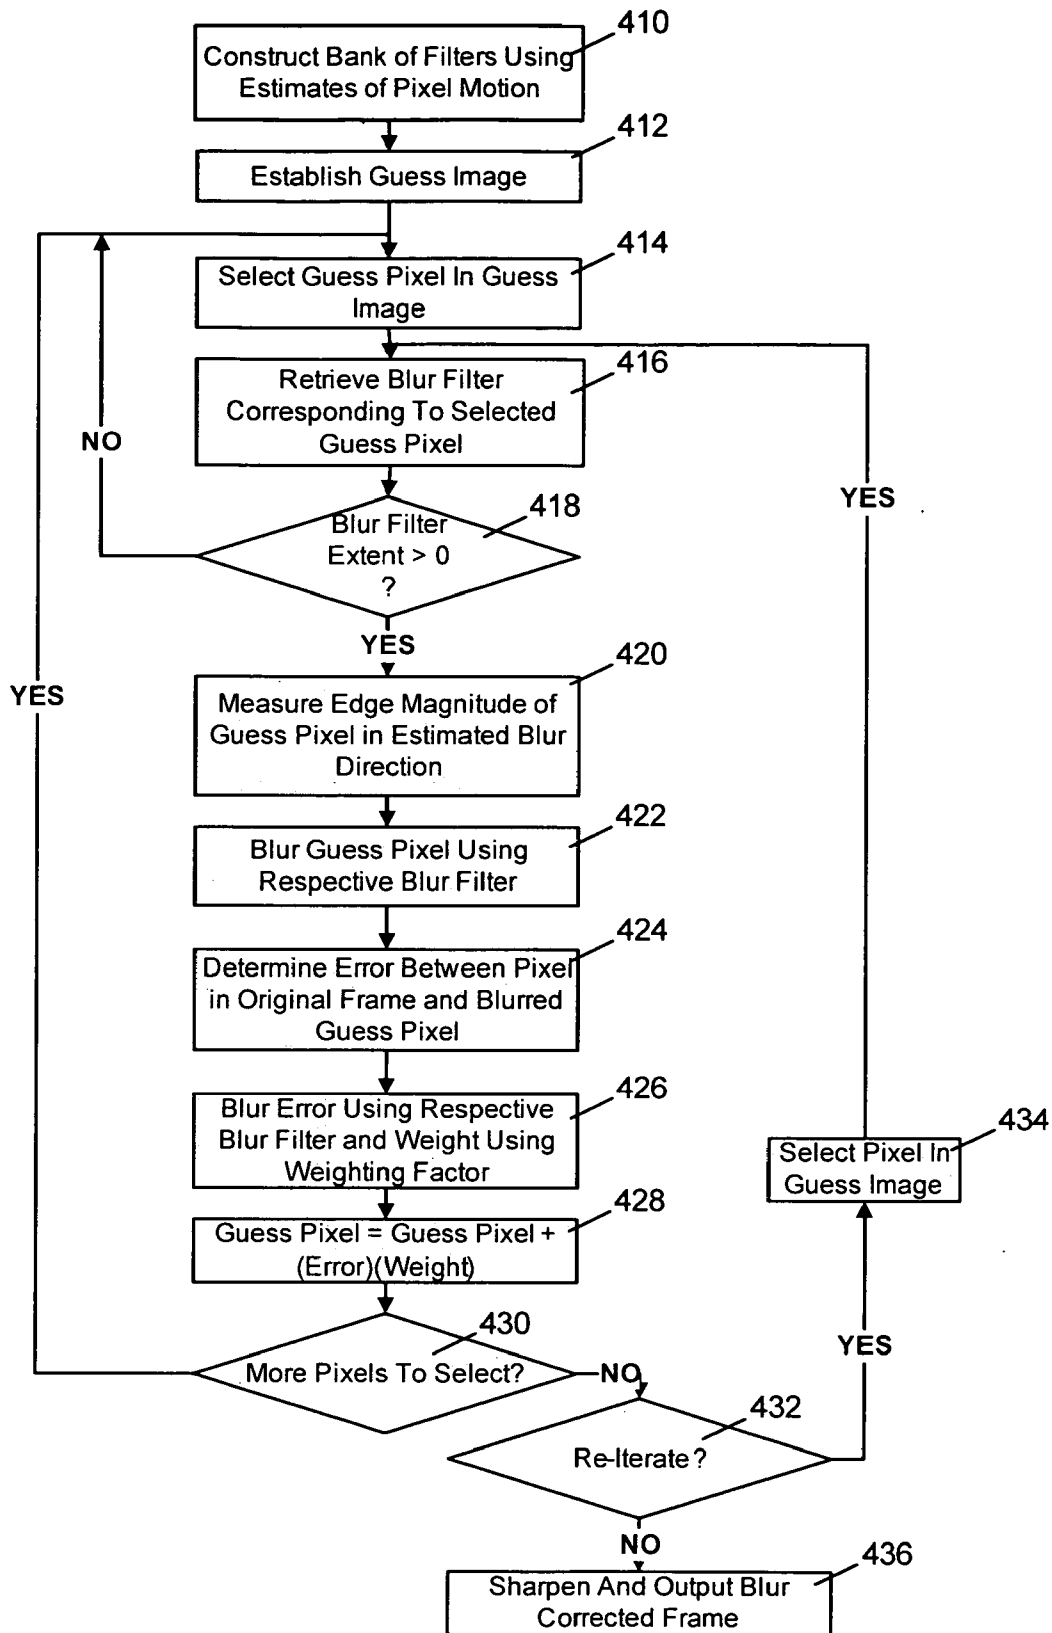 410
Construct Bank of Filters Using
Estimates of Pixel Motion
412
Establish Guess Image
414
Select Guess Pixel In Guess
Image
416
Retrieve Blur Filter
Corresponding To Selected
Guess Pixel
NO
YES
418
Blur Filter
Extent > 0
?
YES
420
YES
Measure Edge Magnitude of
Guess Pixel in Estimated Blur
Direction
422
Blur Guess Pixel Using
Respective Blur Filter
424
Determine Error Between Pixel
in Original Frame and Blurred
Guess Pixel
426
Blur Error Using Respective
Blur Filter and Weight Using
Weighting Factor
434
Select Pixel In
Guess Image
428
Guess Pixel = Guess Pixel +
(Error)(Weight)
430
More Pixels To Select?
NO
YES
432
Re-Iterate?
NO
436
Sharpen And Output Blur
Corrected Frame